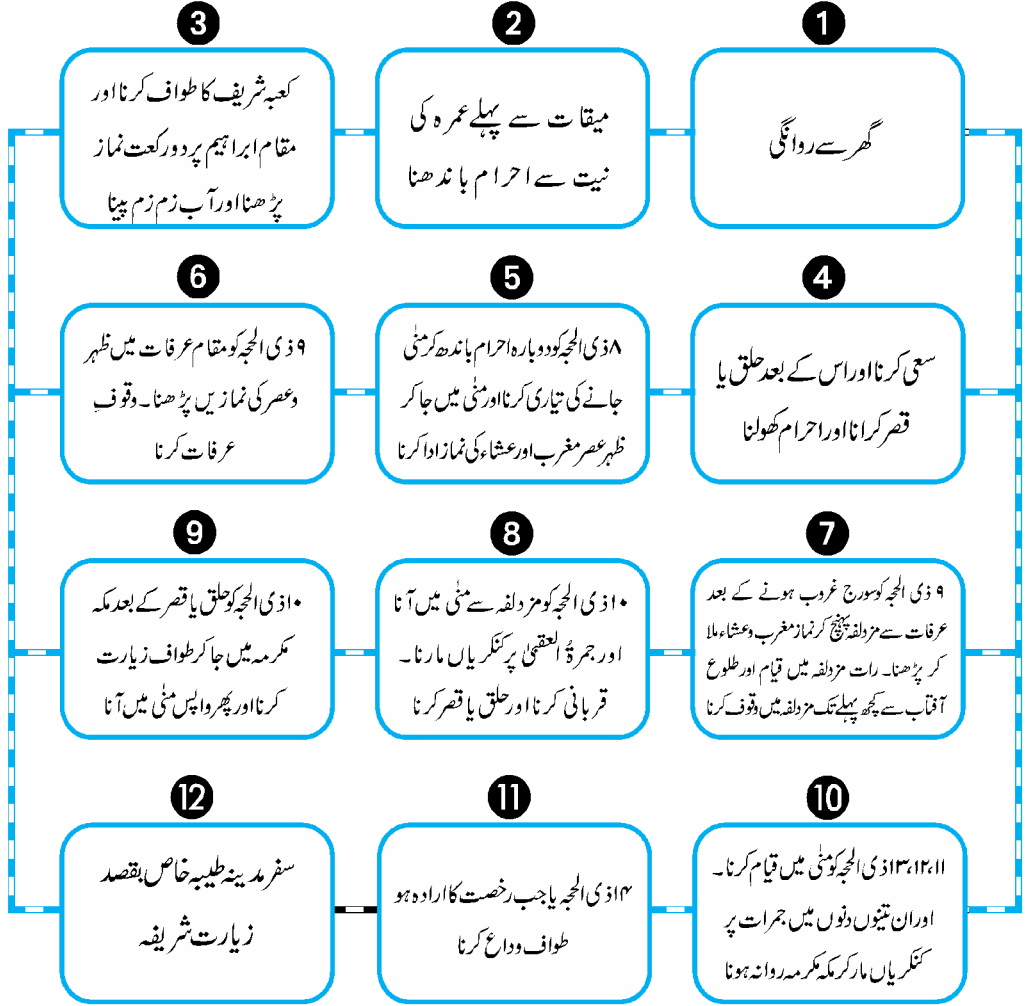 1
گھر سے روانگی
2
میقات سے پہلے عمرہ کی
نیت سے احرام باندھنا
3
کعبہ شریف کا طواف کرنا اور
مقام ابراہیم پر دو رکعت نماز
پڑھنا اور آب زم زم پینا
4
سعی کرنا اور اس کے بعد حلق یا
قصر کرانا اور احرام کھولنا
5
۸ ذی الحجہ کو دوبارہ احرام باندھ کر منٰی
جانے کی تیاری کرنا اور منٰی میں جا کر
ظہر عصر مغرب اور عشاء کی نماز ادا کرنا
6
۹ ذی الحجہ کو مقام عرفات میں ظہر
و عصر کی نمازیں پڑھنا۔ وقوفِ
عرفات کرنا
7
۹ ذی الحجہ کو سورج غروب ہونے کے بعد
عرفات سے مزدلفہ پہنچ کر نماز مغرب و عشاء ملا
کر پڑھنا۔ رات مزدلفہ میں قیام اور طلوع
آفتاب سے کچھ پہلے تک مزدلفہ میں وقوف کرنا
8
۱۰ ذی الحجہ کو مزدلفہ سے منٰی میں آنا
اور جمرۃُ العقبیٰ پر کنکریاں مارنا۔
قربانی کرنا اور حلق یا قصر کرنا
9
۱۰ ذی الحجہ کو حلق یا قصر کے بعد مکہ
مکرمہ میں جا کر طواف زیارت
کرنا اور پھر واپس منٰی میں آنا
10
۱۱،۱۲،۱۳ ذی الحجہ کو منٰی میں قیام کرنا۔
اور ان تینوں دنوں میں جمرات پر
کنکریاں مار کر مکہ مکرمہ روانہ ہونا
11
۱۴ ذی الحجہ یا جب رخصت کا ارادہ ہو
طواف وداع کرنا
12
سفر مدینہ طیبہ خاص بقصد
زیارت شریفہ